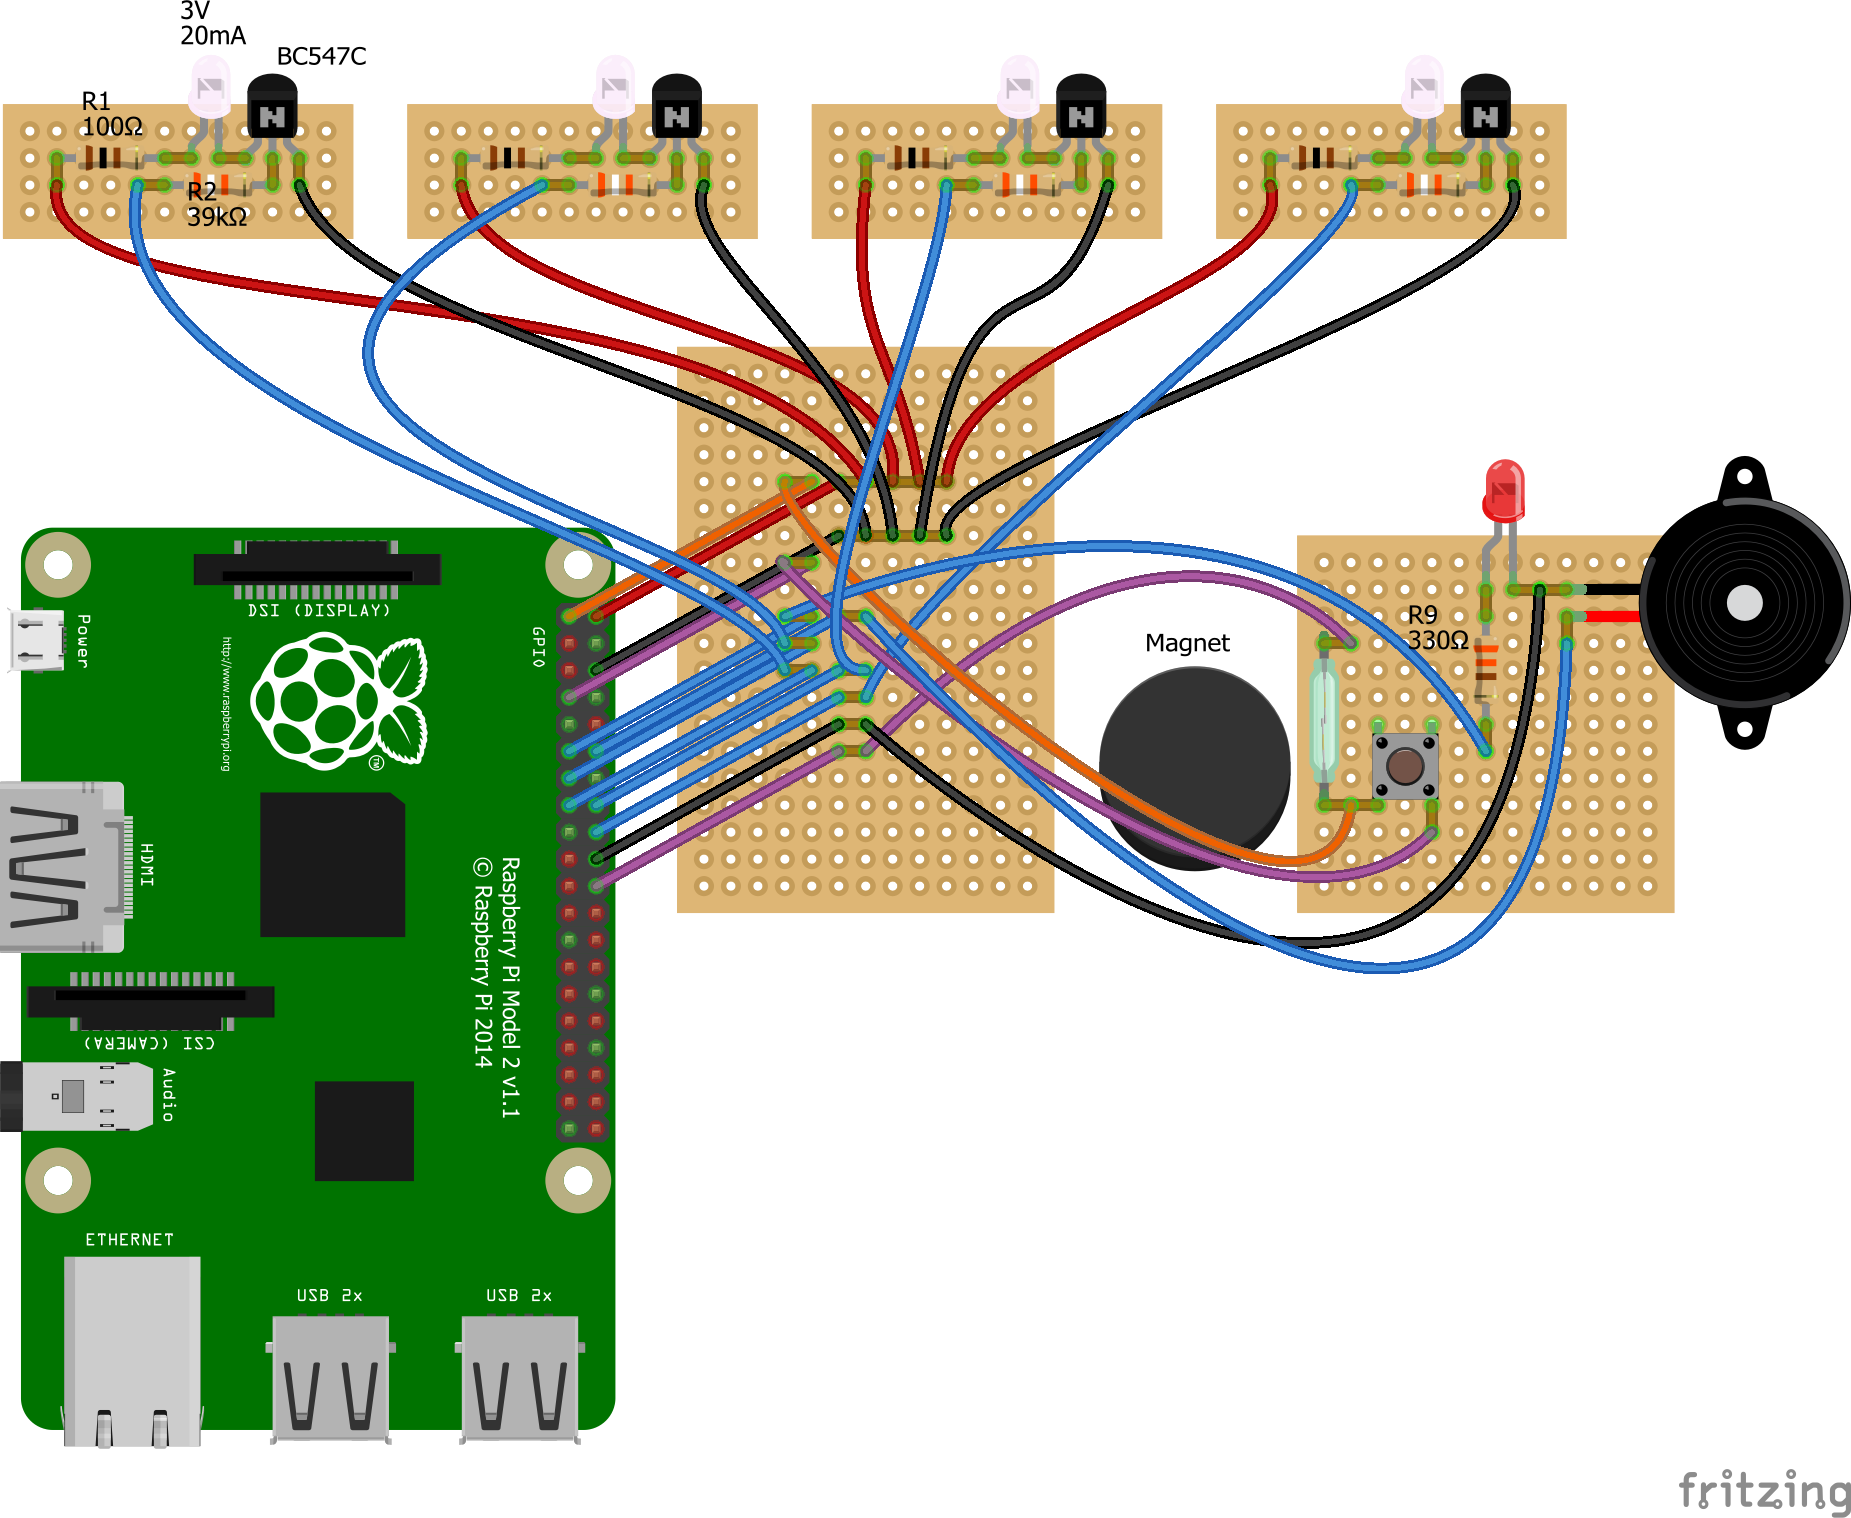 3V
20mA
BC547C
R1
100Ω
R2
39kΩ
DSI (DISPLAY)
Power
GPIO
http://www.raspberrypi.org
TM
HDMI
Raspberry Pi Model 2 v1.1
© Raspberry Pi 2014
CSI (CAMERA)
Audio
ETHERNET
USB 2x
USB 2x
Magnet
R9
330Ω
N
N
N
N
fritzing